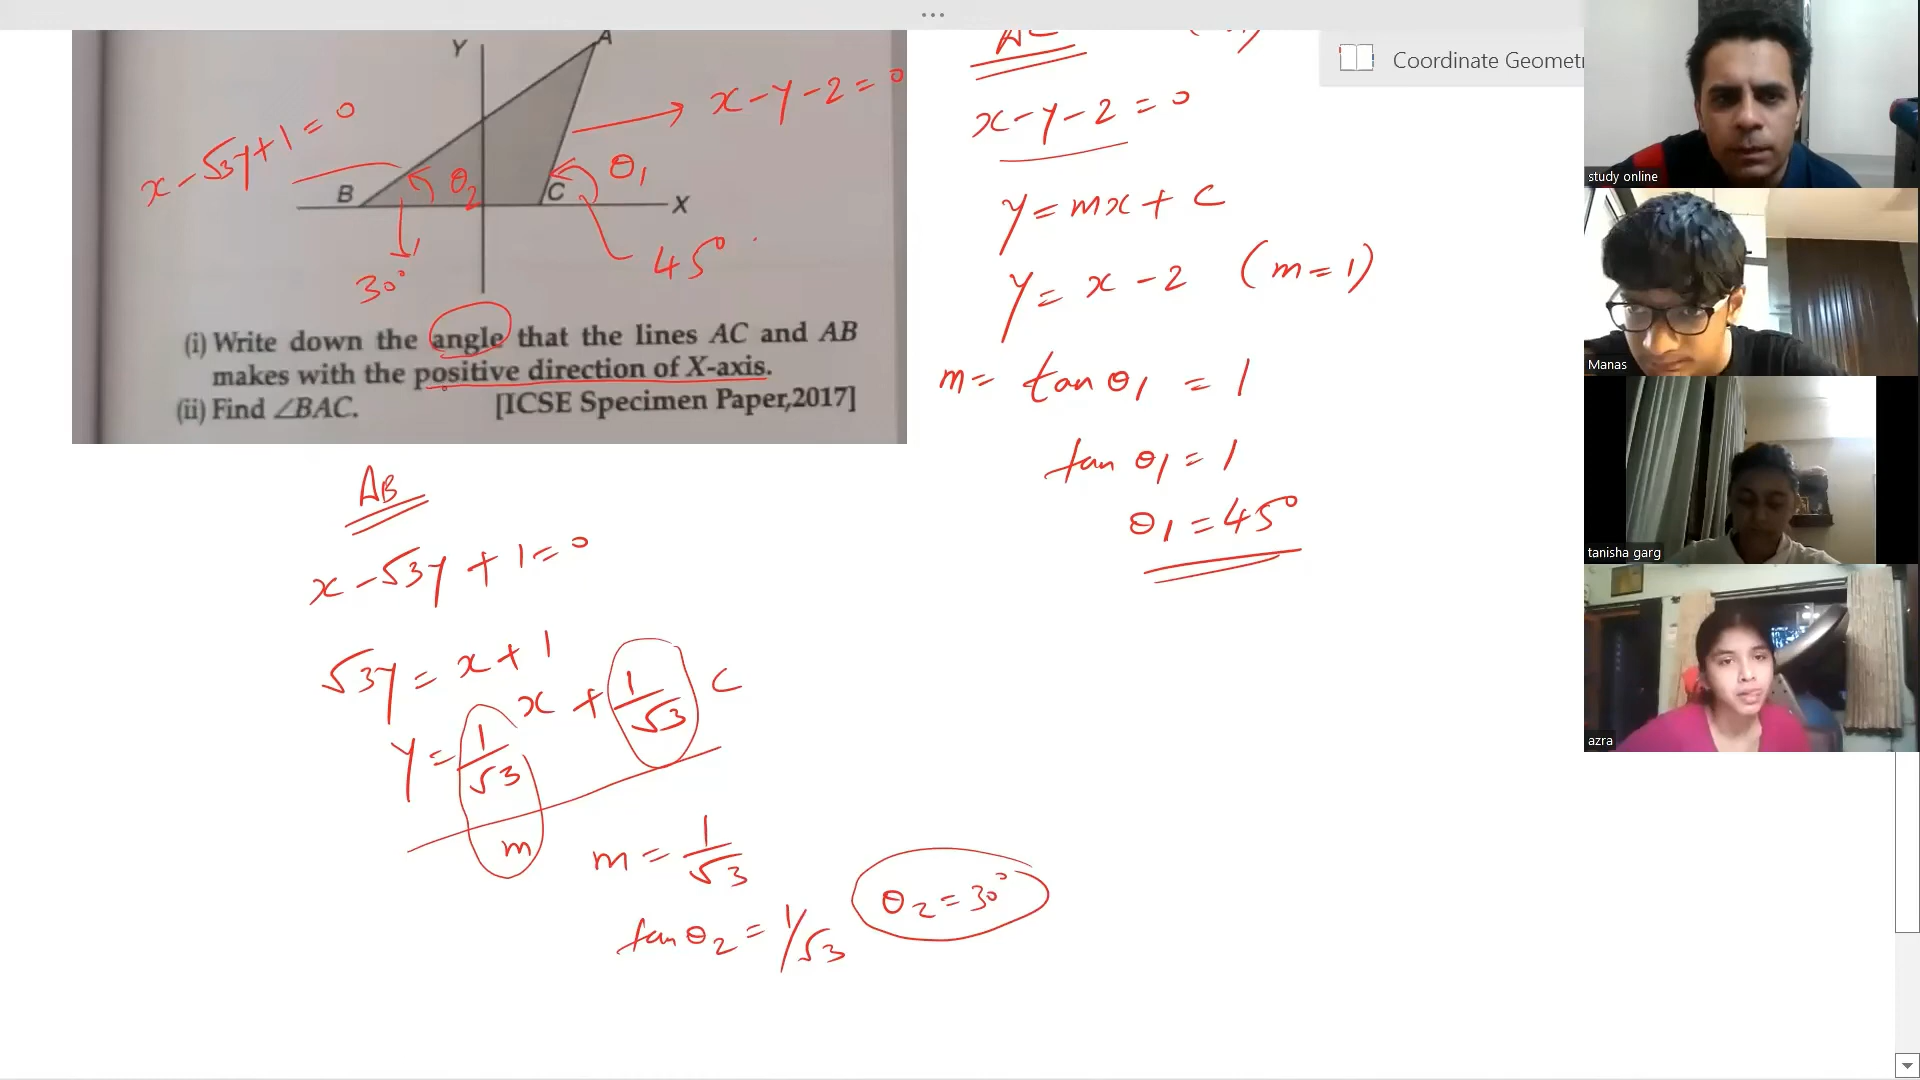 Y
A
x - y - 2 = 0
x - √3y + 1 = 0
θ2
θ1
B
C
X
30°
45°
(i) Write down the angle that the lines AC and AB
makes with the positive direction of X-axis.
(ii) Find ∠BAC. [ICSE Specimen Paper,2017]
AB
x - √3y + 1 = 0
√3y = x + 1
y = 1/√3 x + 1/√3 c
m
m = 1/√3
tan θ2 = 1/√3
θ2 = 30°
AC
x - y - 2 = 0
y = mx + c
y = x - 2 (m = 1)
m = tan θ1 = 1
tan θ1 = 1
θ1 = 45°
Coordinate Geomet
study online
Manas
tanisha garg
azra